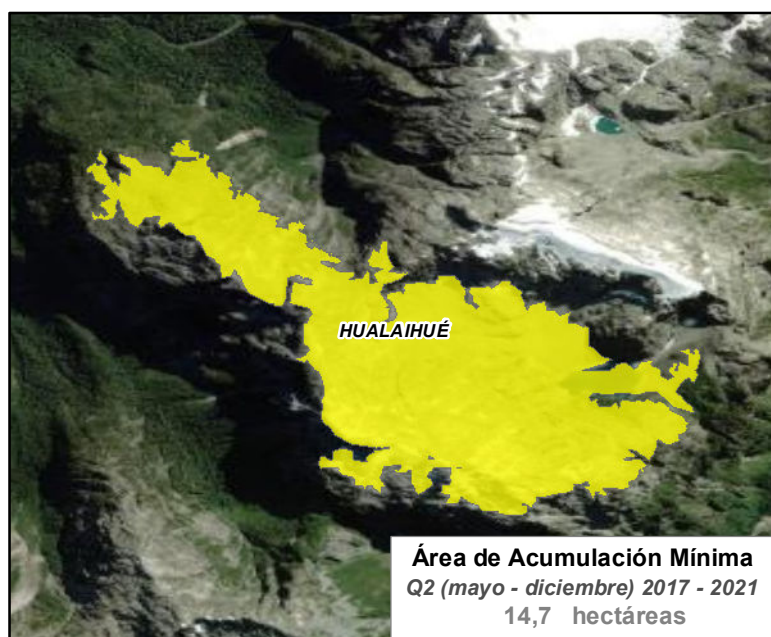 HUALAIHUÉ
Área de Acumulación Mínima
Q2 (mayo - diciembre) 2017 - 2021
14,7 hectáreas